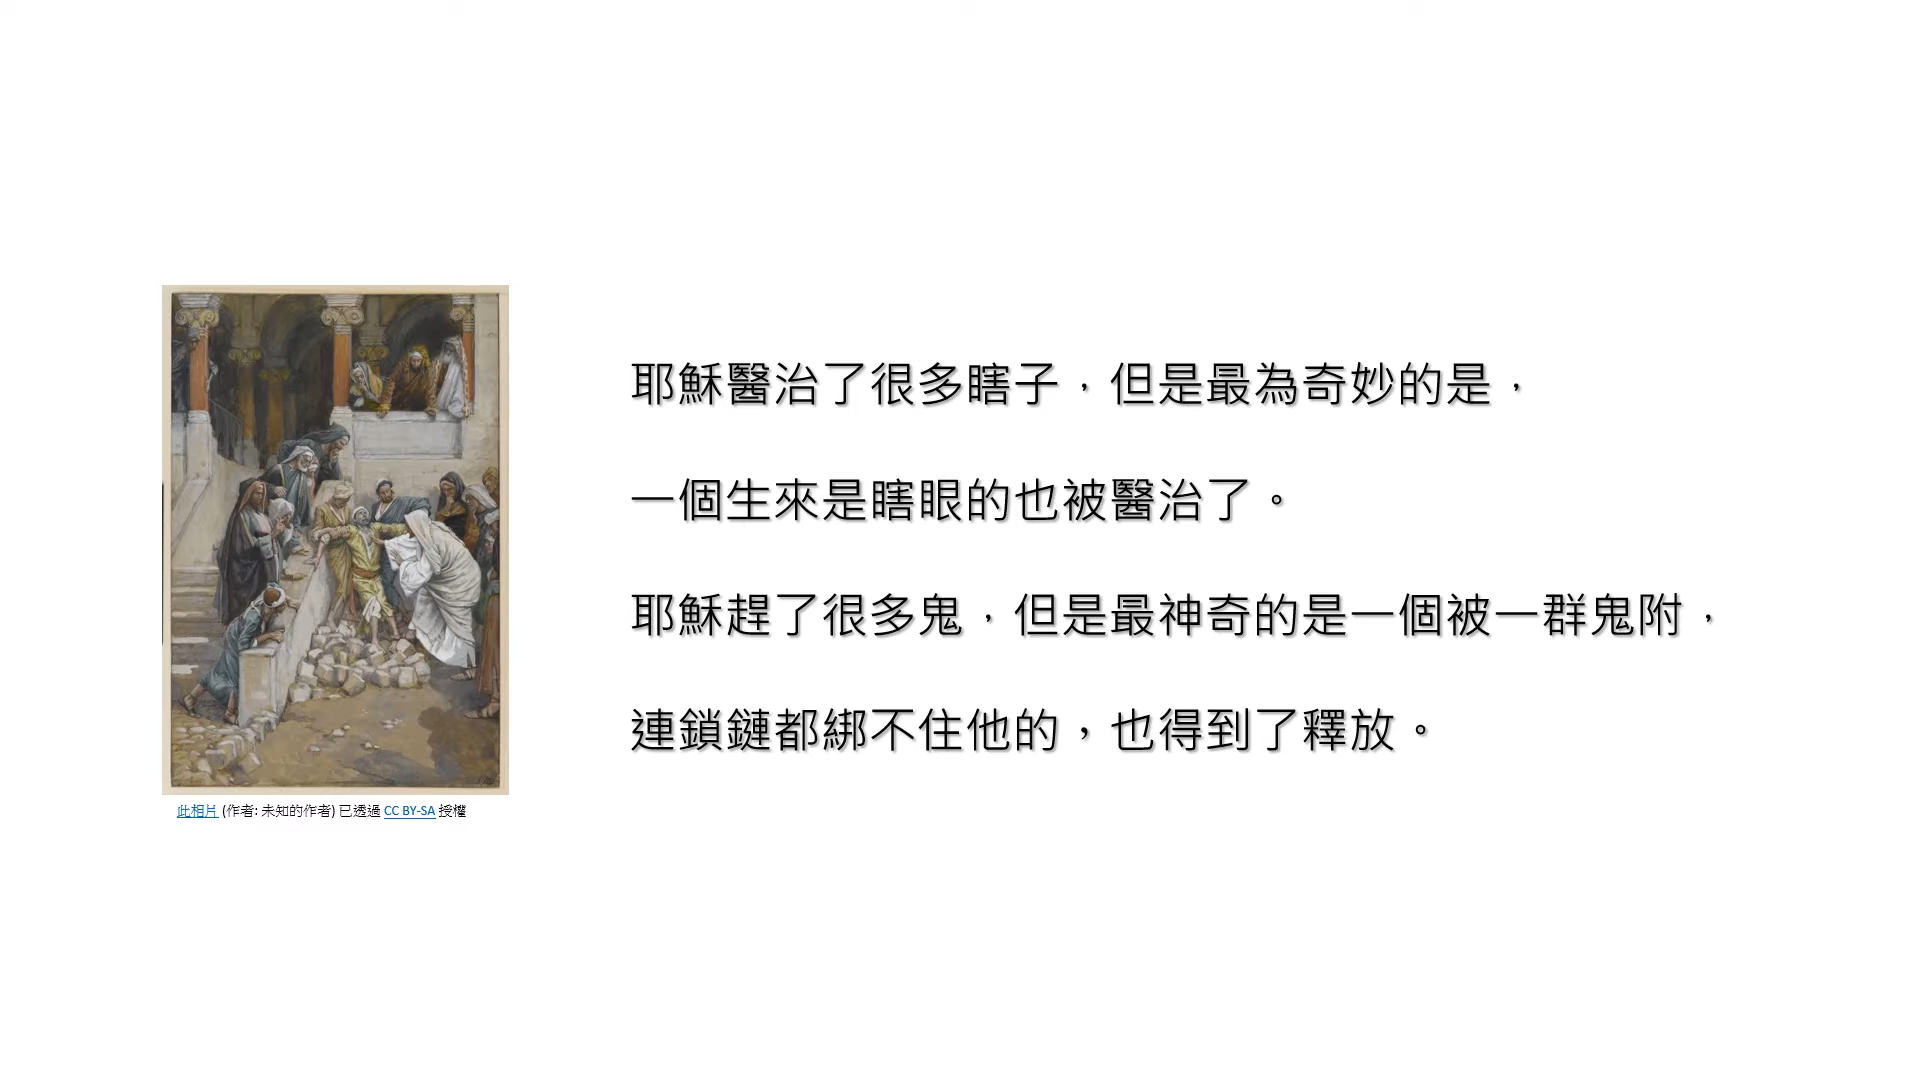 耶穌醫治了很多瞎子，但是最為奇妙的是，
一個生來是瞎眼的也被醫治了。
耶穌趕了很多鬼，但是最神奇的是一個被一群鬼附，
連鎖鏈都綁不住他的，也得到了釋放。
此相片 (作者: 未知的作者) 已透過 CC BY-SA 授權